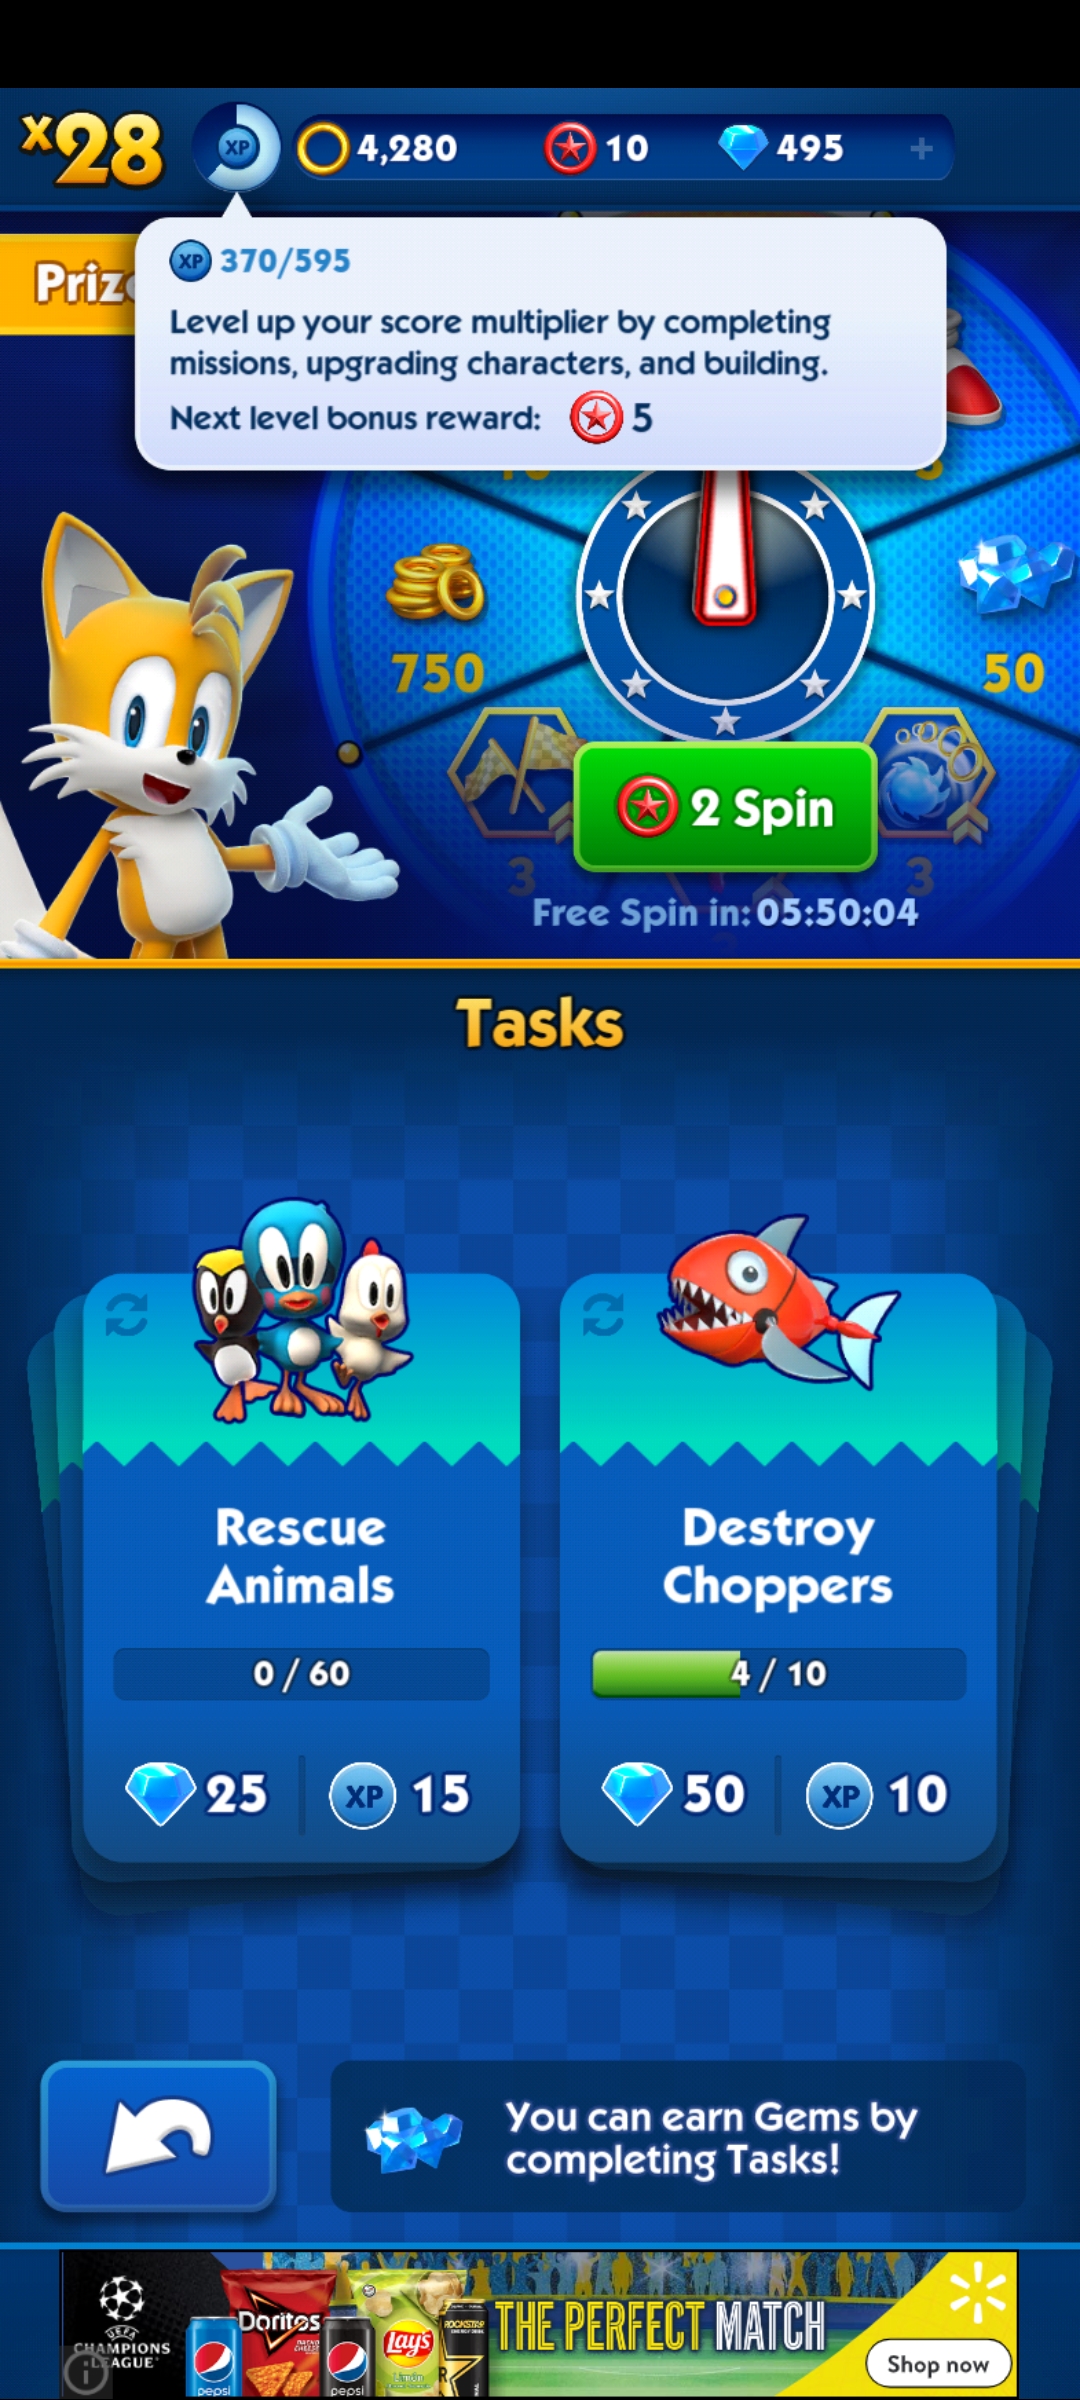 x28
XP
4,280
10
495
+
Priz
XP 370/595
Level up your score multiplier by completing
missions, upgrading characters, and building.
Next level bonus reward: 5
750
50
2 Spin
3
3
Free Spin in: 05:50:04
Tasks
Rescue
Animals
0 / 60
25
XP 15
Destroy
Choppers
4 / 10
50
XP 10
You can earn Gems by
completing Tasks!
UEFA
CHAMPIONS
LEAGUE
pepsi
Doritos
NACHO CHEESE
pepsi
Lay's
Limón
ROCKSTAR
THE PERFECT MATCH
Shop now